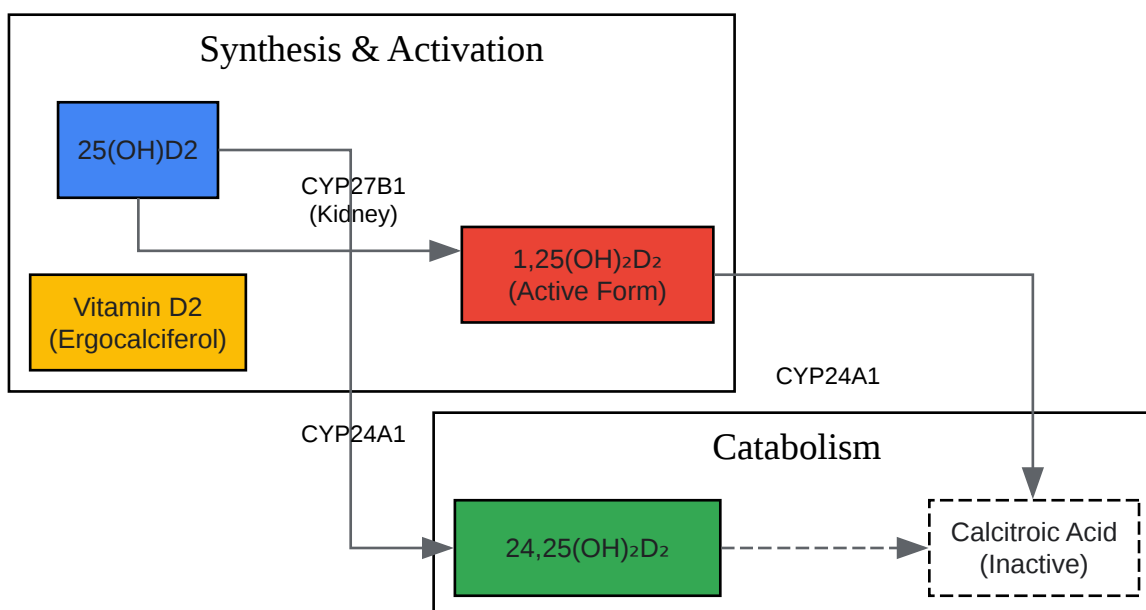 Synthesis & Activation
25(OH)D2
CYP27B1
(Kidney)
1,25(OH)₂D₂
(Active Form)
Vitamin D2
(Ergocalciferol)
CYP24A1
CYP24A1
Catabolism
24,25(OH)₂D₂
Calcitroic Acid
(Inactive)